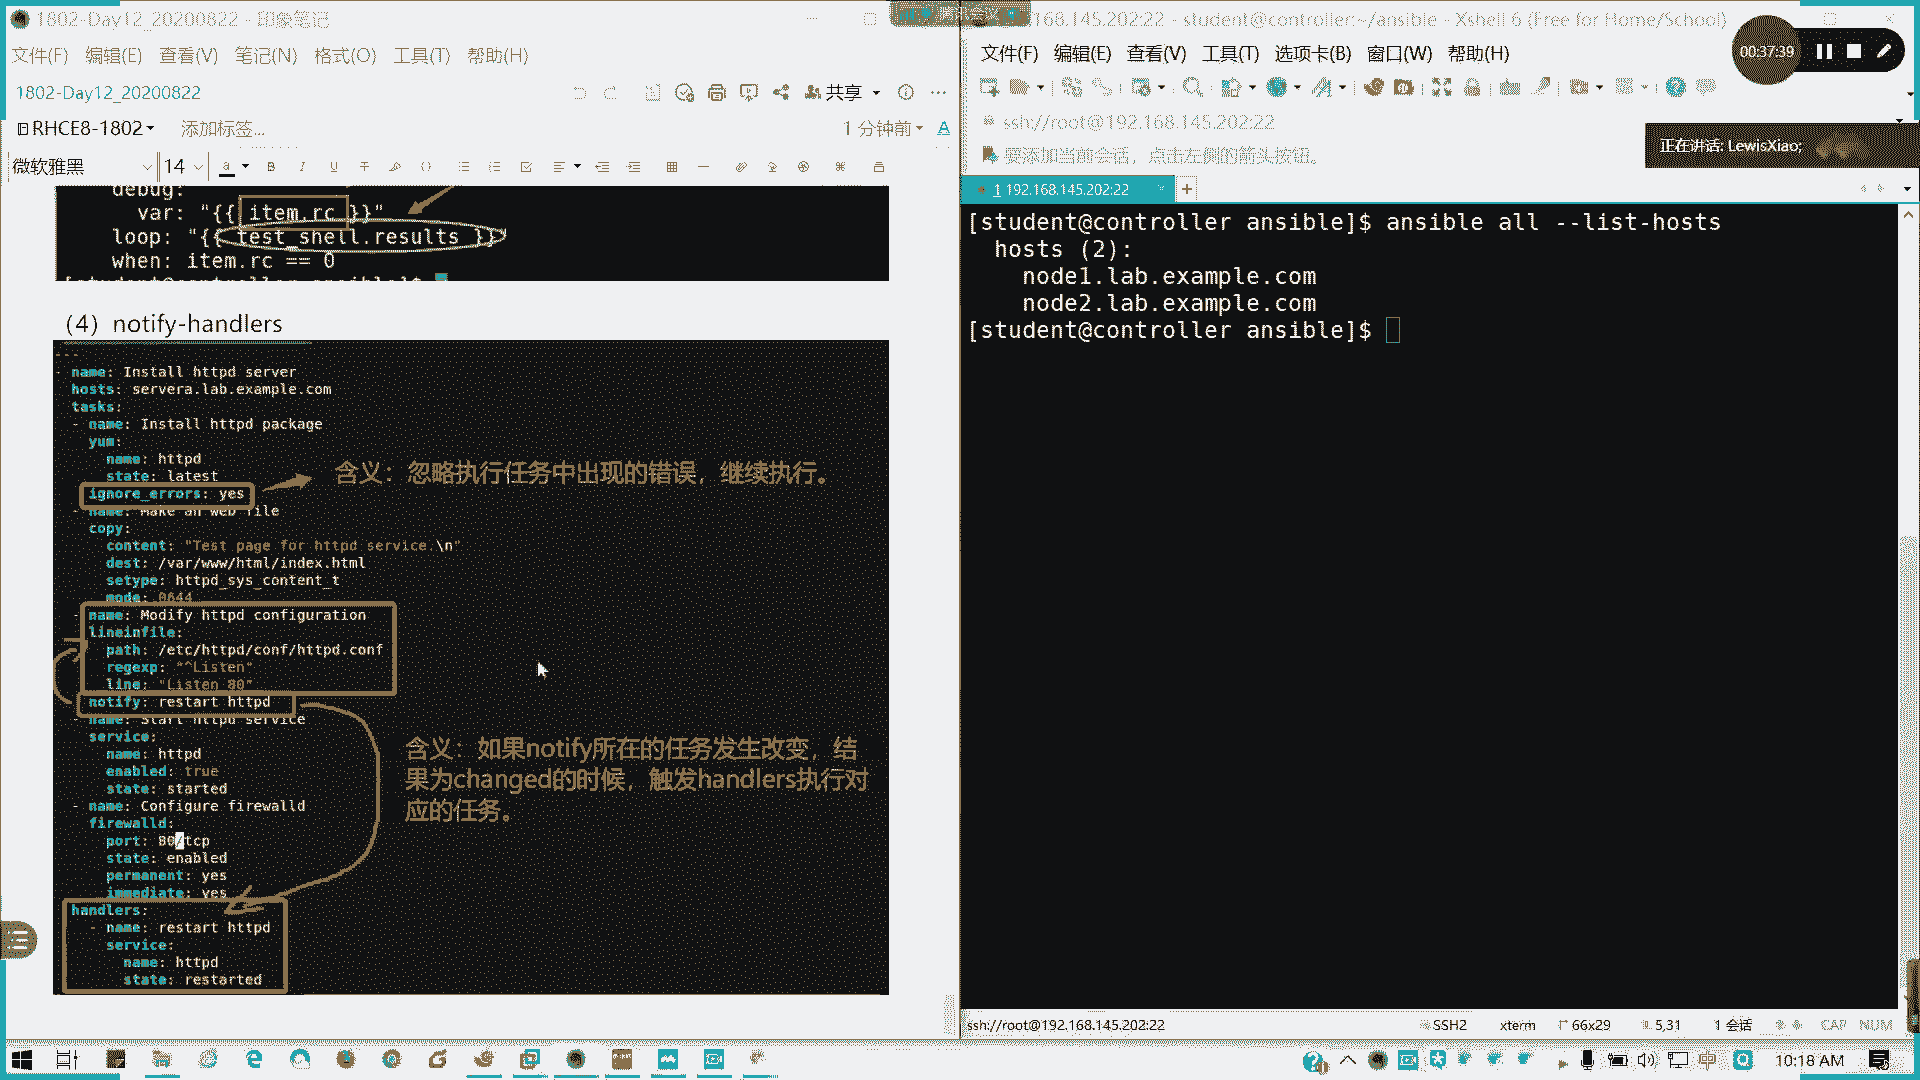 1802-Day12_20200822 - 印象笔记
文件(F) 编辑(E) 查看(V) 笔记(N) 格式(O) 工具(T) 帮助(H)
1802-Day12_20200822
共享
RHCE8-1802
添加标签...
1 分钟前
微软雅黑
14
debug:
var: "{{ item.rc }}"
loop: "{{ test_shell.results }}"
when: item.rc == 0
（4）notify-handlers
---
- name: Install httpd server
hosts: servera.lab.example.com
tasks:
- name: Install httpd package
yum:
name: httpd
state: latest
ignore_errors: yes
含义：忽略执行任务中出现的错误，继续执行。
- name: Make an web file
copy:
content: "Test page for httpd service.\n"
dest: /var/www/html/index.html
setype: httpd_sys_content_t
mode: 0644
name: Modify httpd configuration
lineinfile:
path: /etc/httpd/conf/httpd.conf
regexp: "^Listen"
line: "Listen 80"
notify: restart httpd
- name: Start httpd service
service:
name: httpd
enabled: true
state: started
含义：如果notify所在的任务发生改变，结
果为changed的时候，触发handlers执行对
应的任务。
- name: Configure firewalld
firewalld:
port: 80/tcp
state: enabled
permanent: yes
immediate: yes
handlers:
- name: restart httpd
service:
name: httpd
state: restarted
168.145.202:22 - student@controller:~/ansible - Xshell 6 (Free for Home/School)
文件(F) 编辑(E) 查看(V) 工具(T) 选项卡(B) 窗口(W) 帮助(H)
00:37:39
ssh://root@192.168.145.202:22
要添加当前会话，点击左侧的箭头按钮。
正在讲话: LewisXiao;
1 192.168.145.202:22
[student@controller ansible]$ ansible all --list-hosts
hosts (2):
node1.lab.example.com
node2.lab.example.com
[student@controller ansible]$
ssh://root@192.168.145.202:22
SSH2
xterm
66x29
5,31
1 会话
CAP
NUM
中
10:18 AM